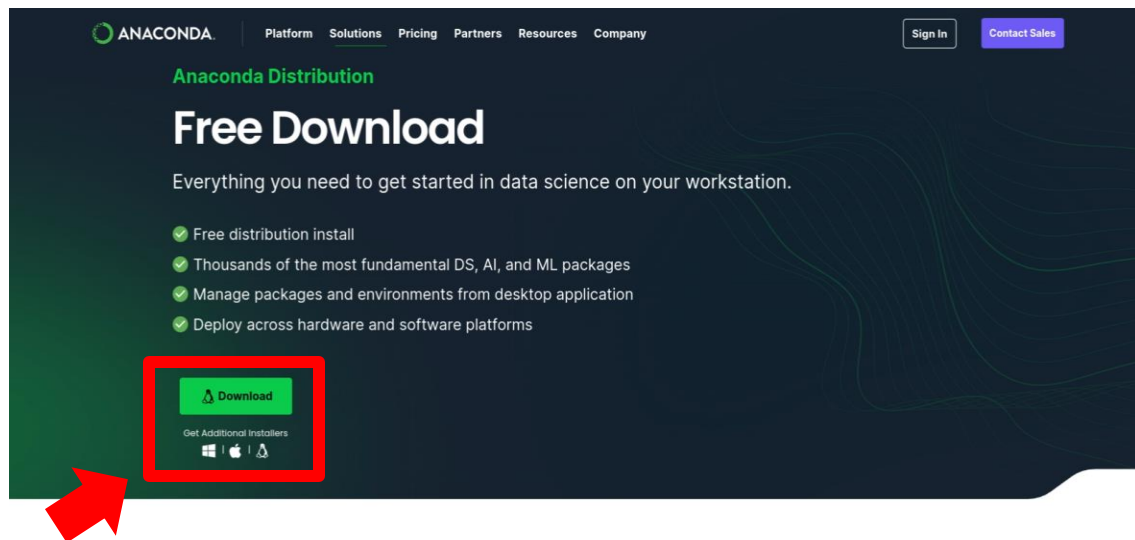 ANACONDA. Platform Solutions Pricing Partners Resources Company Sign In Contact Sales
Anaconda Distribution
Free Download
Everything you need to get started in data science on your workstation.
Free distribution install
Thousands of the most fundamental DS, AI, and ML packages
Manage packages and environments from desktop application
Deploy across hardware and software platforms
Download
Get Additional Installers